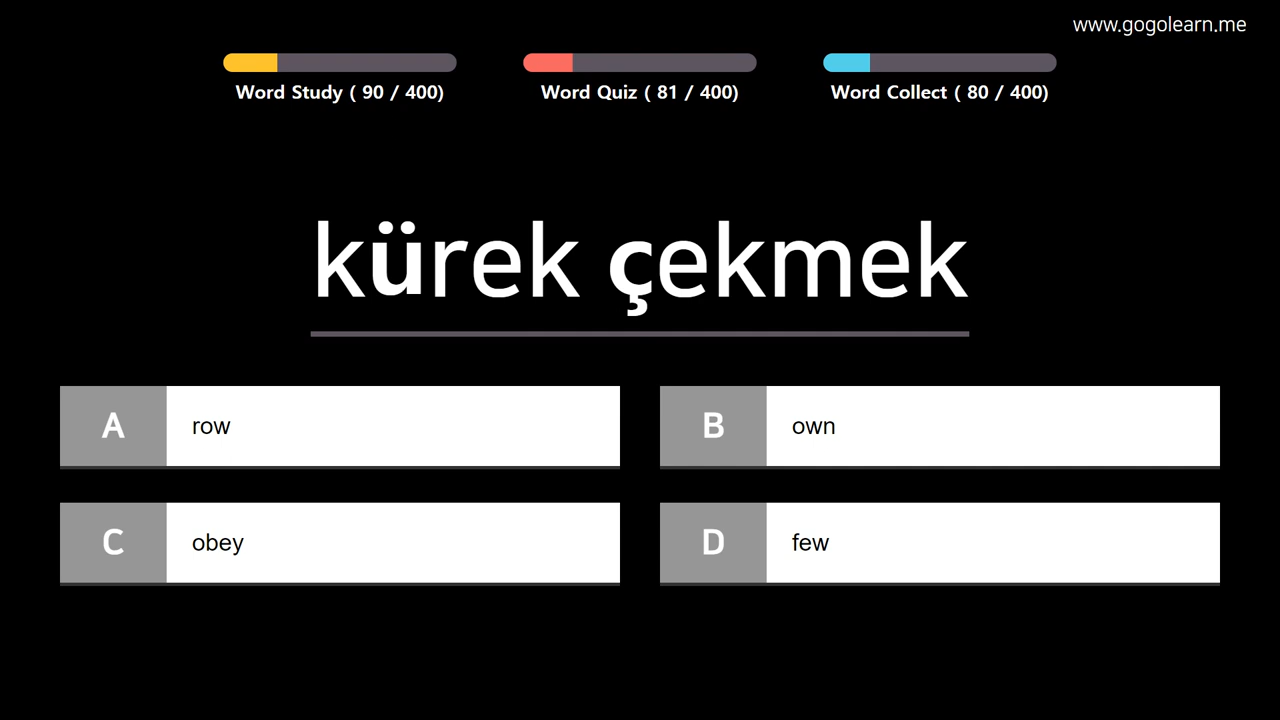 www.gogolearn.me
Word Study ( 90 / 400)
Word Quiz ( 81 / 400)
Word Collect ( 80 / 400)
kürek çekmek
A row
B own
C obey
D few